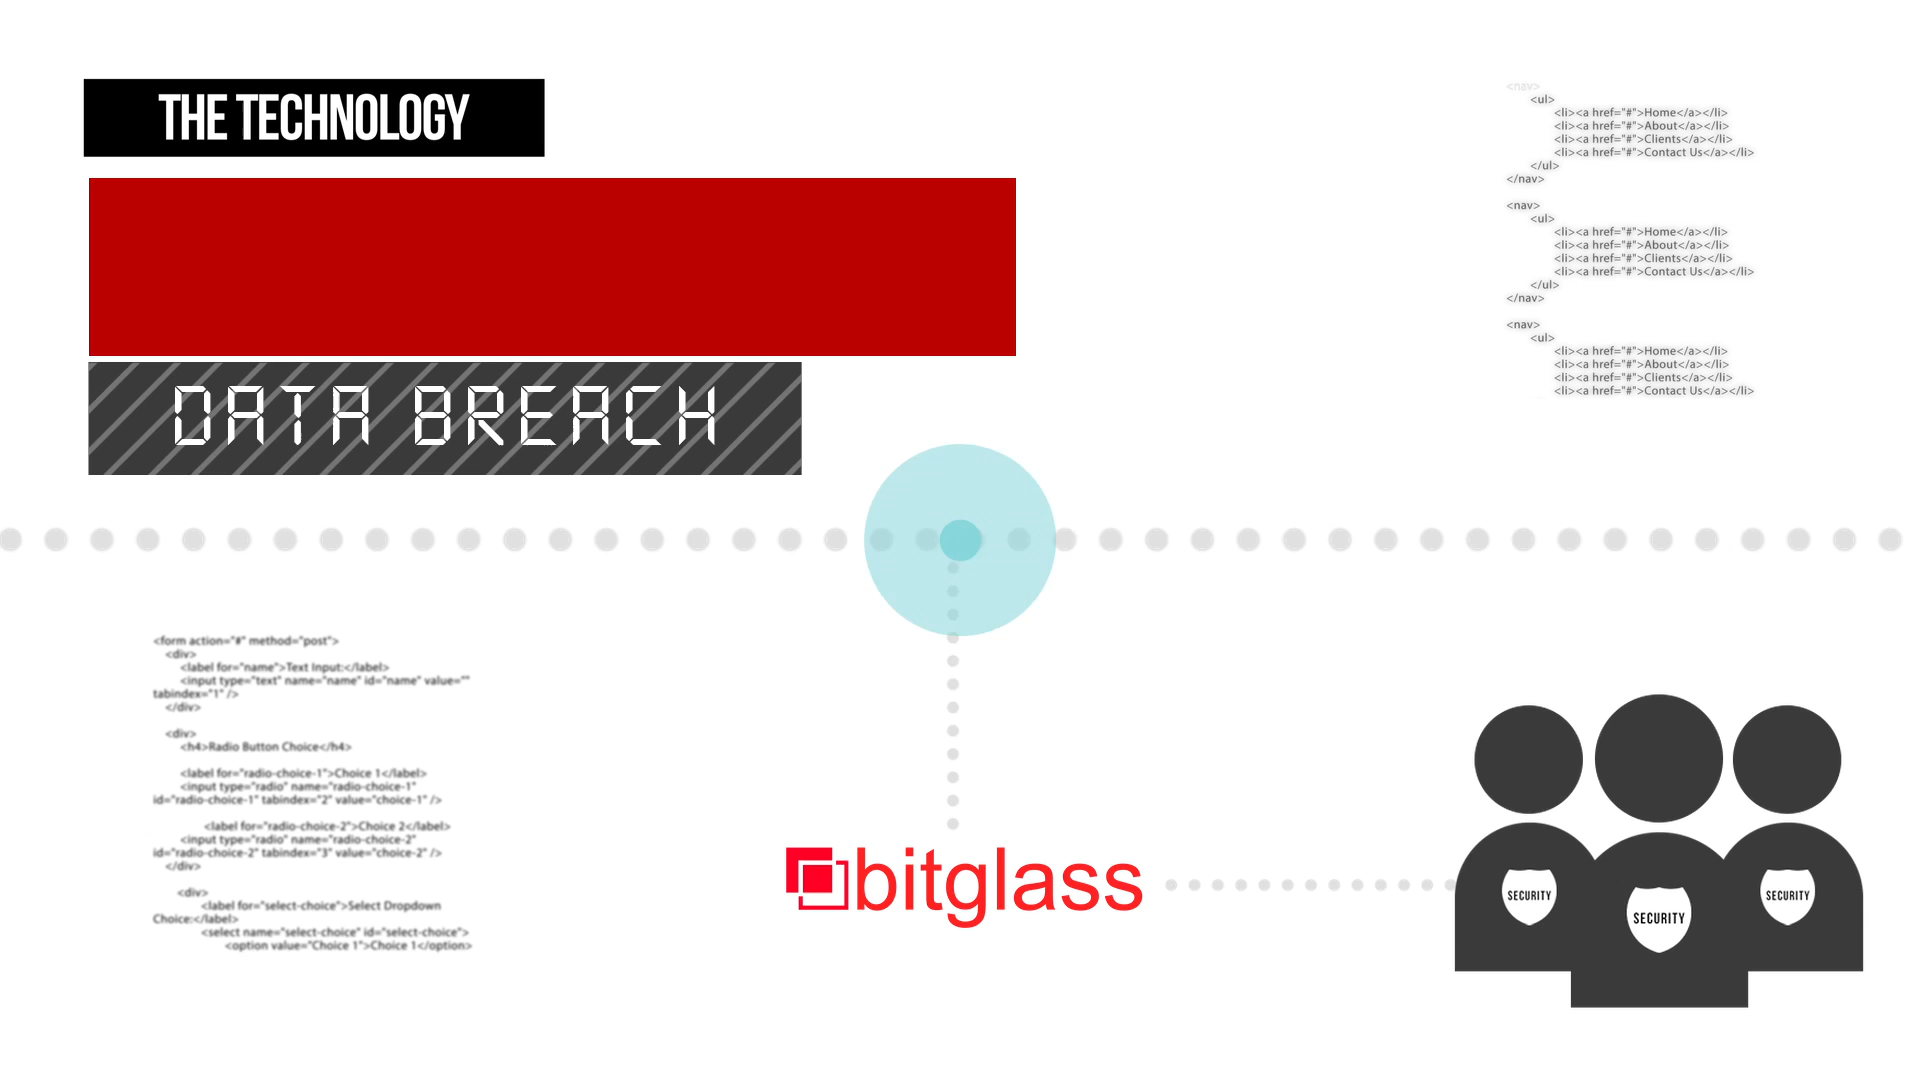 THE TECHNOLOGY
DATA BREACH
<nav>
<ul>
<li><a href="#">Home</a></li>
<li><a href="#">About</a></li>
<li><a href="#">Clients</a></li>
<li><a href="#">Contact Us</a></li>
</ul>
</nav>
<nav>
<ul>
<li><a href="#">Home</a></li>
<li><a href="#">About</a></li>
<li><a href="#">Clients</a></li>
<li><a href="#">Contact Us</a></li>
</ul>
</nav>
<nav>
<ul>
<li><a href="#">Home</a></li>
<li><a href="#">About</a></li>
<li><a href="#">Clients</a></li>
<li><a href="#">Contact Us</a></li>
<form action="#" method="post">
<div>
<label for="name">Text Input:</label>
<input type="text" name="name" id="name" value=""
tabindex="1" />
</div>
<div>
<h4>Radio Button Choice</h4>
<label for="radio-choice-1">Choice 1</label>
<input type="radio" name="radio-choice-1"
id="radio-choice-1" tabindex="2" value="choice-1" />
<label for="radio-choice-2">Choice 2</label>
<input type="radio" name="radio-choice-2"
id="radio-choice-2" tabindex="3" value="choice-2" />
</div>
<div>
<label for="select-choice">Select Dropdown
Choice:</label>
<select name="select-choice" id="select-choice">
<option value="Choice 1">Choice 1</option>
bitglass
SECURITY
SECURITY
SECURITY